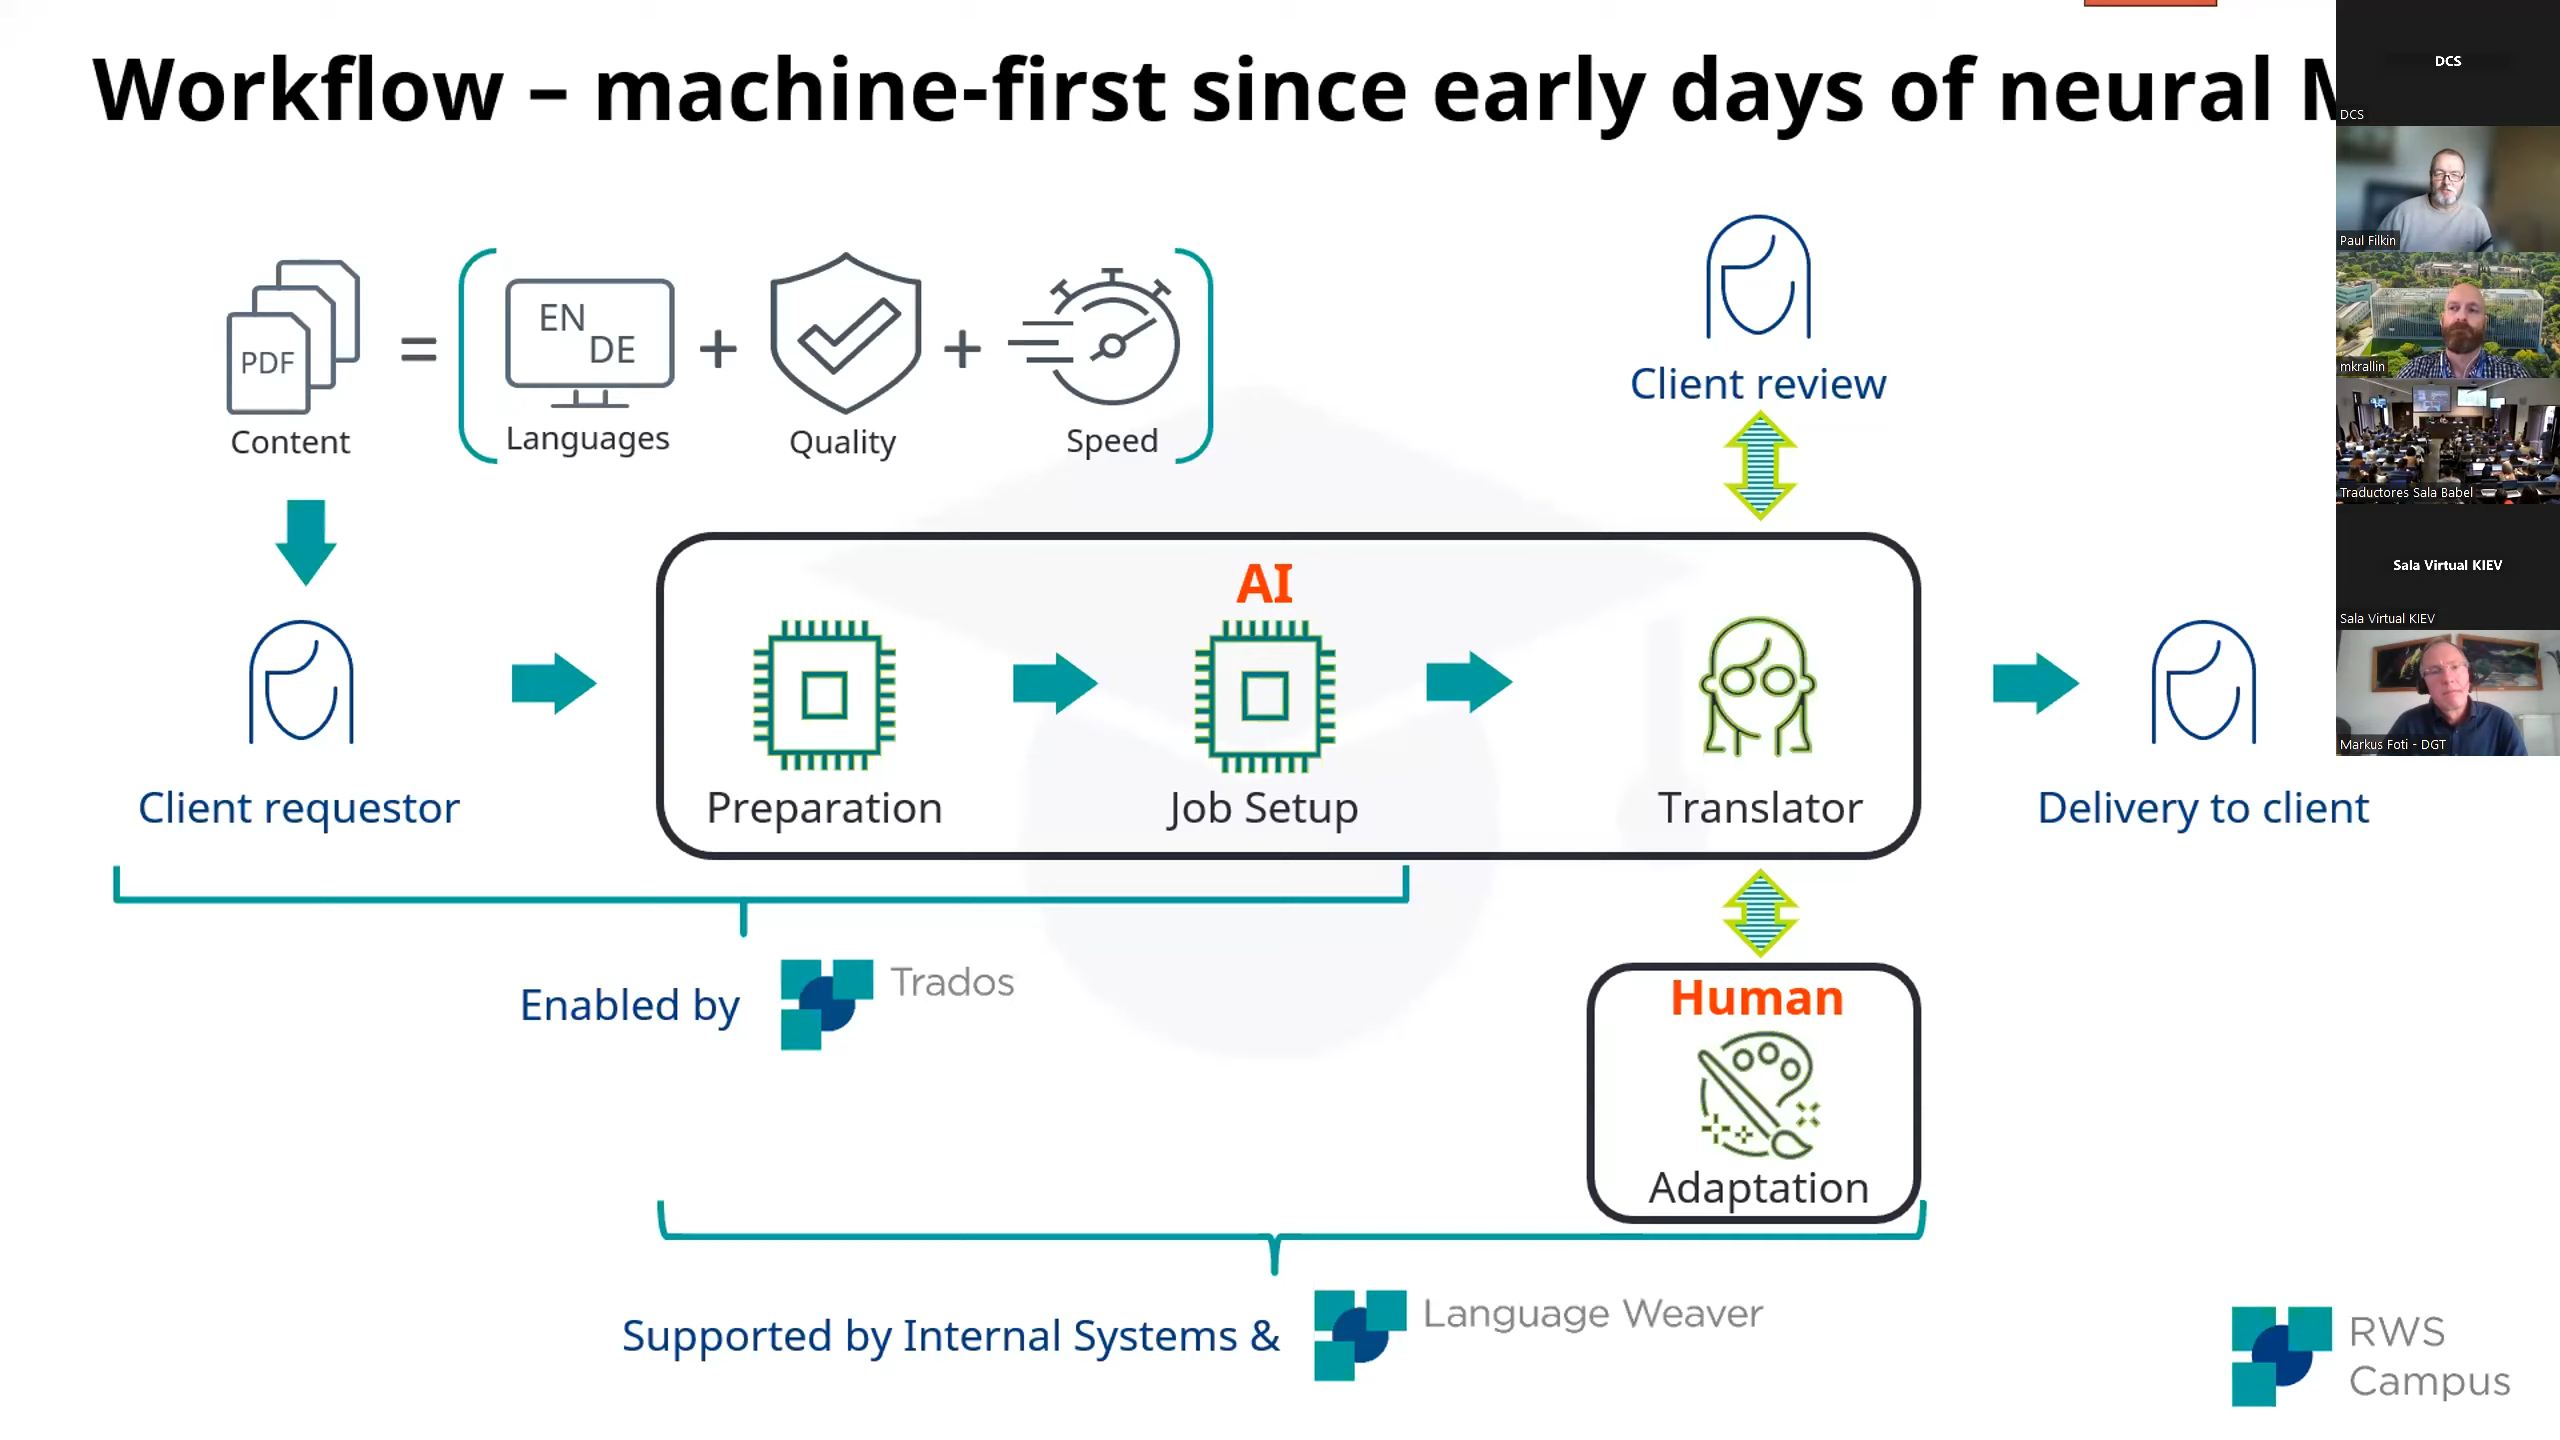 Workflow – machine-first since early days of neural
PDF
Content
=
EN
DE
Languages
+
Quality
+
Speed
Client review
AI
Client requestor
Preparation
Job Setup
Translator
Delivery to client
Enabled by
Trados
Human
Adaptation
Supported by Internal Systems &
Language Weaver
RWS
Campus
DCS
DCS
Paul Filkin
mkrallin
Traductores Sala Babel
Sala Virtual KIEV
Sala Virtual KIEV
Markus Foti - DGT